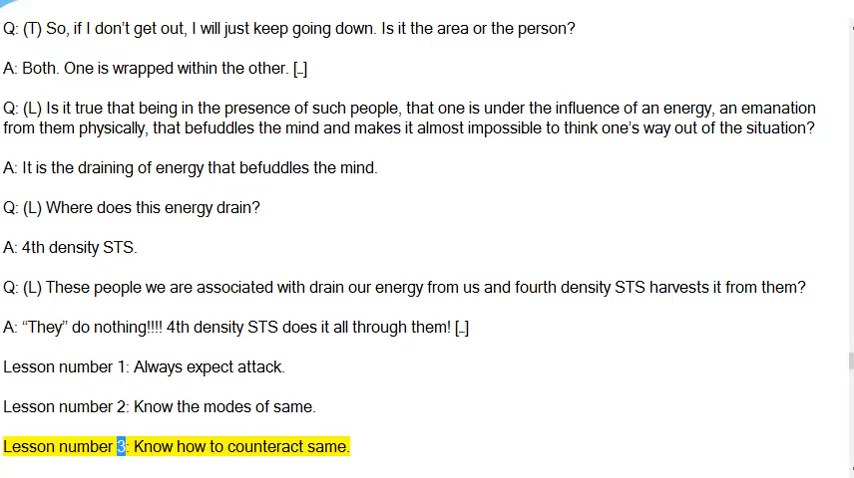 Q: (T) So, if I don't get out, I will just keep going down. Is it the area or the person?
A: Both. One is wrapped within the other. [..]
Q: (L) Is it true that being in the presence of such people, that one is under the influence of an energy, an emanation
from them physically, that befuddles the mind and makes it almost impossible to think one's way out of the situation?
A: It is the draining of energy that befuddles the mind.
Q: (L) Where does this energy drain?
A: 4th density STS.
Q: (L) These people we are associated with drain our energy from us and fourth density STS harvests it from them?
A: “They” do nothing!!!! 4th density STS does it all through them! [..]
Lesson number 1: Always expect attack.
Lesson number 2: Know the modes of same.
Lesson number 3: Know how to counteract same.